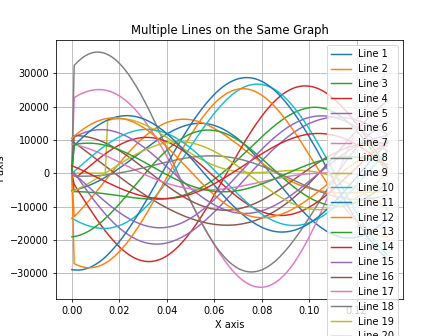 Multiple Lines on the Same Graph
30000
20000
10000
0
−10000
−20000
−30000
0.00
0.02
0.04
0.06
0.08
0.10
X axis
Line 1
Line 2
Line 3
Line 4
Line 5
Line 6
Line 7
Line 8
Line 9
Line 10
Line 11
Line 12
Line 13
Line 14
Line 15
Line 16
Line 17
Line 18
Line 19
Line 20